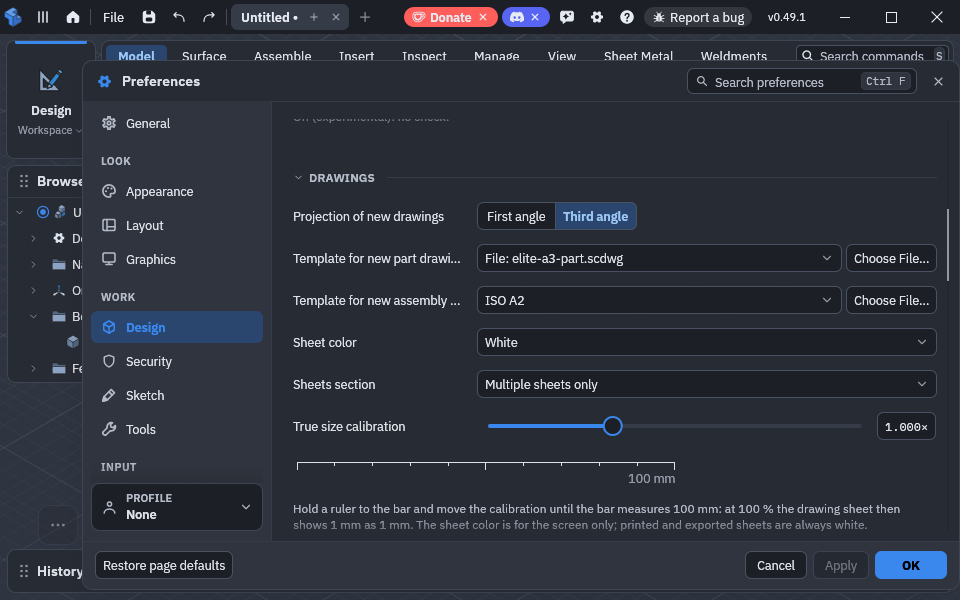 File
Untitled •
Donate
Report a bug
v0.49.1
Model
Surface
Assemble
Insert
Inspect
Manage
View
Sheet Metal
Weldments
Search commands
S
Design
Workspace
Preferences
Search preferences
Ctrl F
General
LOOK
Appearance
Layout
Graphics
WORK
Design
Security
Sketch
Tools
INPUT
PROFILE
None
Browse
U
De
Na
O
Be
Fe
History
DRAWINGS
Projection of new drawings
First angle
Third angle
Template for new part drawi...
File: elite-a3-part.scdwg
Choose File...
Template for new assembly ...
ISO A2
Choose File...
Sheet color
White
Sheets section
Multiple sheets only
True size calibration
1.000×
100 mm
Hold a ruler to the bar and move the calibration until the bar measures 100 mm: at 100 % the drawing sheet then
shows 1 mm as 1 mm. The sheet color is for the screen only; printed and exported sheets are always white.
Restore page defaults
Cancel
Apply
OK